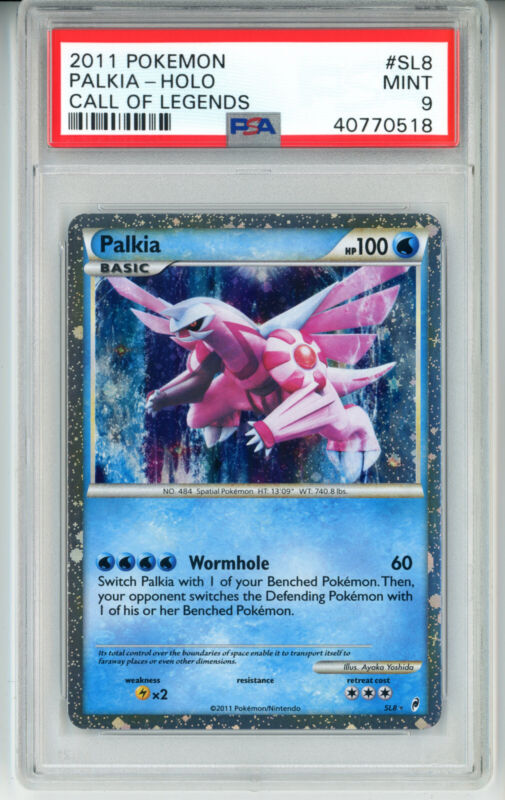 2011 POKEMON #SL8
PALKIA – HOLO MINT
CALL OF LEGENDS 9
PSA 40770518
Palkia HP 100
BASIC
NO. 484 Spatial Pokémon HT: 13'09" WT: 740.8 lbs.
Wormhole 60
Switch Palkia with 1 of your Benched Pokémon. Then,
your opponent switches the Defending Pokémon with
1 of his or her Benched Pokémon.
Its total control over the boundaries of space enable it to transport itself to
faraway places or even other dimensions.
Illus. Ayaka Yoshida
weakness resistance retreat cost
×2
©2011 Pokémon/Nintendo SL8